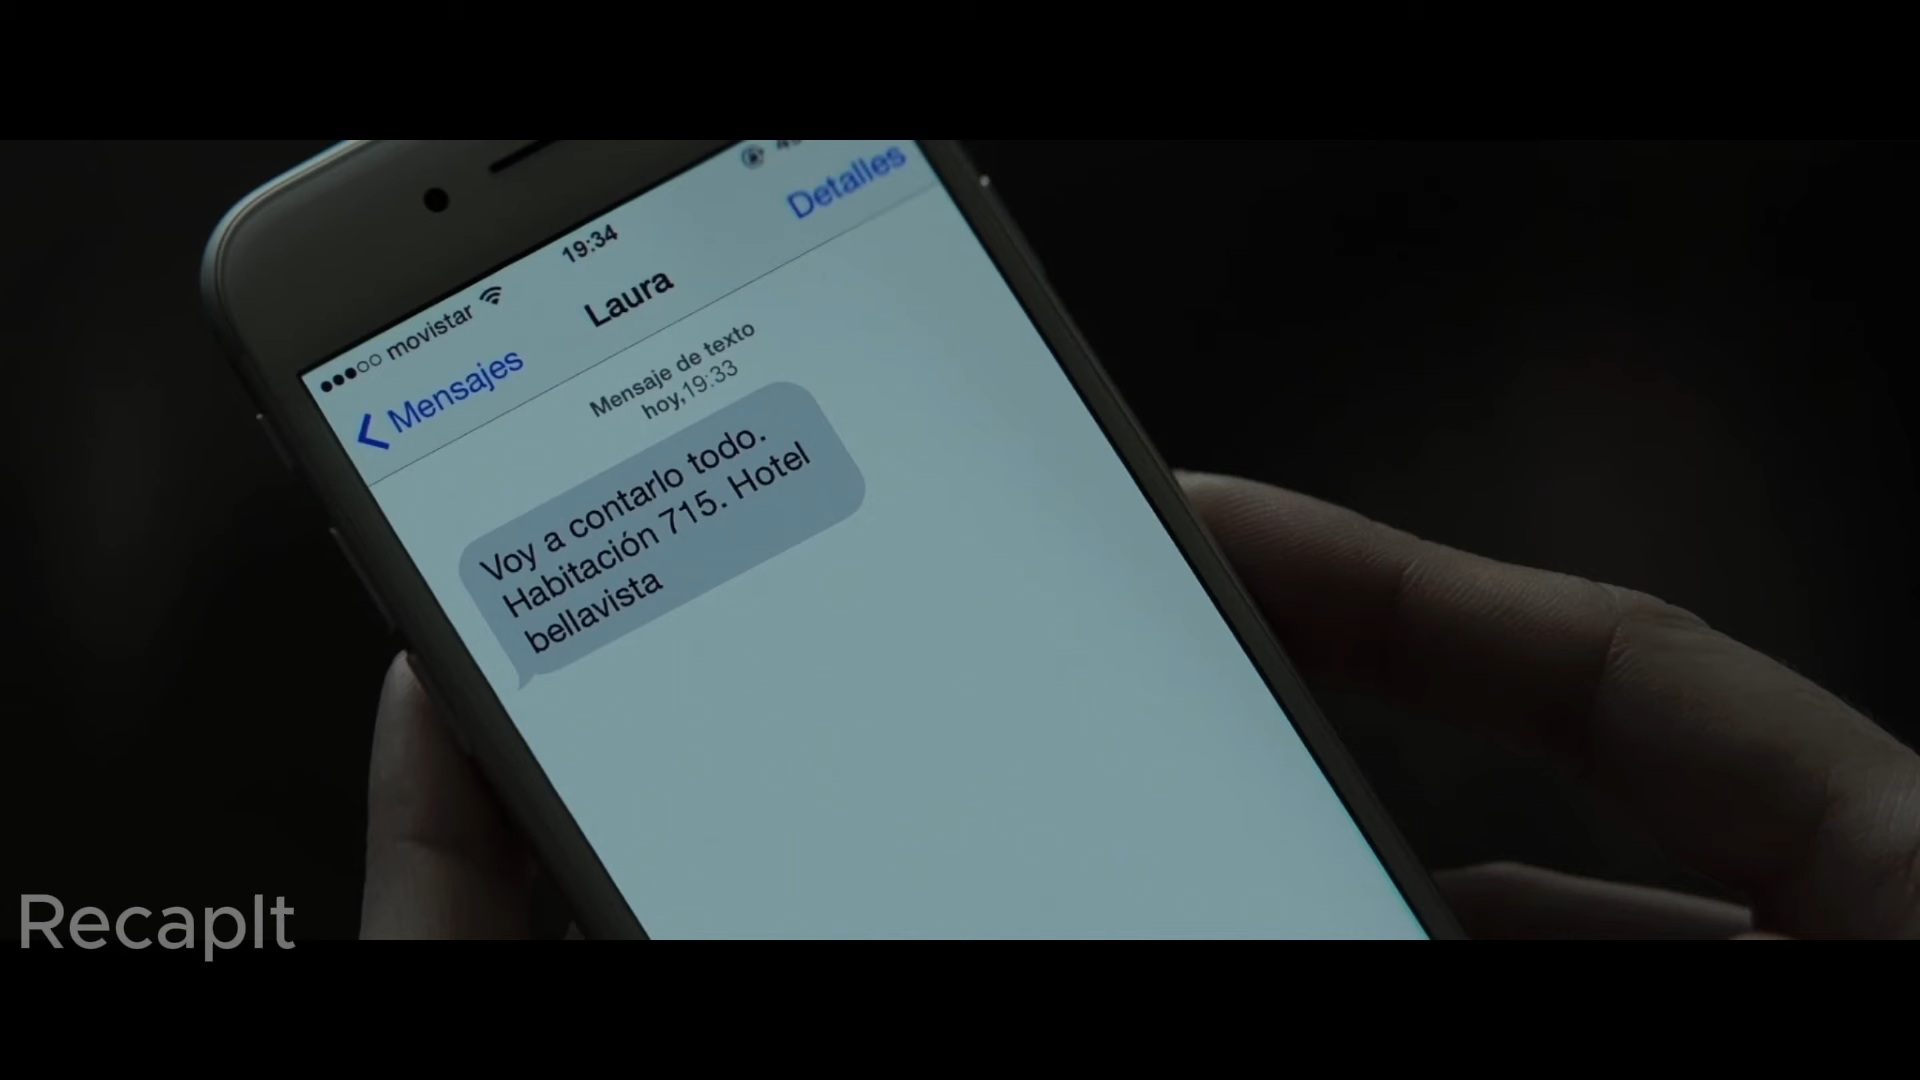 movistar 19:34
Mensajes Laura Detalles
Mensaje de texto
hoy,19:33
Voy a contarlo todo.
Habitación 715. Hotel
bellavista
RecapIt